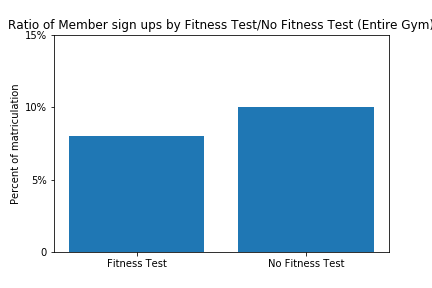 Ratio of Member sign ups by Fitness Test/No Fitness Test (Entire Gym)
15%
10%
5%
0
Percent of matriculation
Fitness Test
No Fitness Test